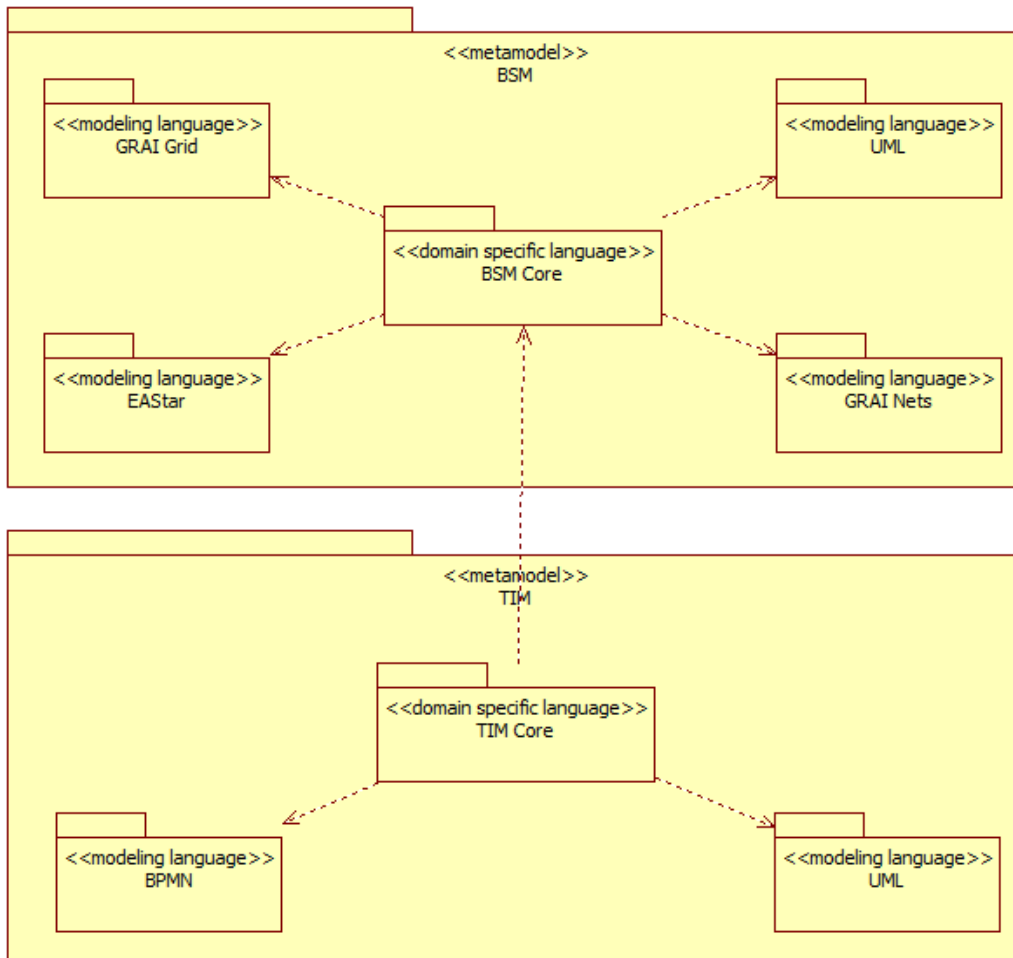 <<metamodel>>
BSM
<<modeling language>>
GRAI Grid
<<modeling language>>
UML
<<domain specific language>>
BSM Core
<<modeling language>>
EAStar
<<modeling language>>
GRAI Nets
<<metamodel>>
TIM
<<domain specific language>>
TIM Core
<<modeling language>>
BPMN
<<modeling language>>
UML